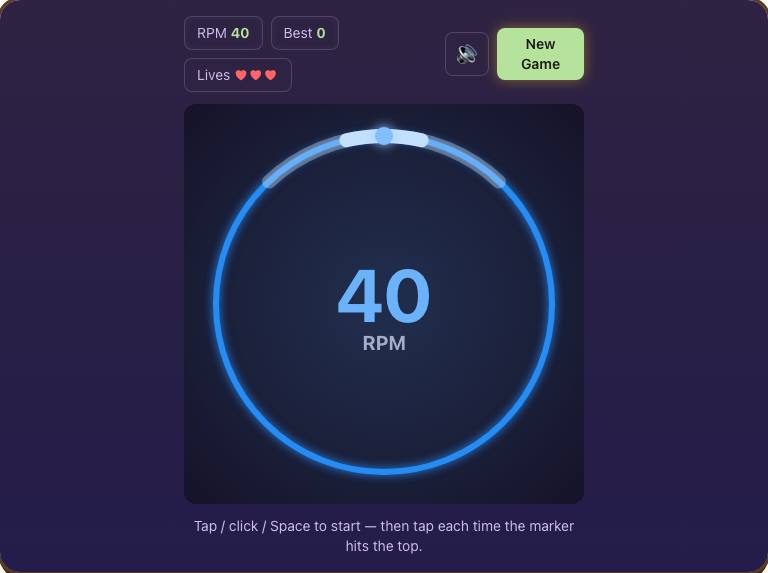 RPM 40
Best 0
Lives
New
Game
40
RPM
Tap / click / Space to start — then tap each time the marker
hits the top.